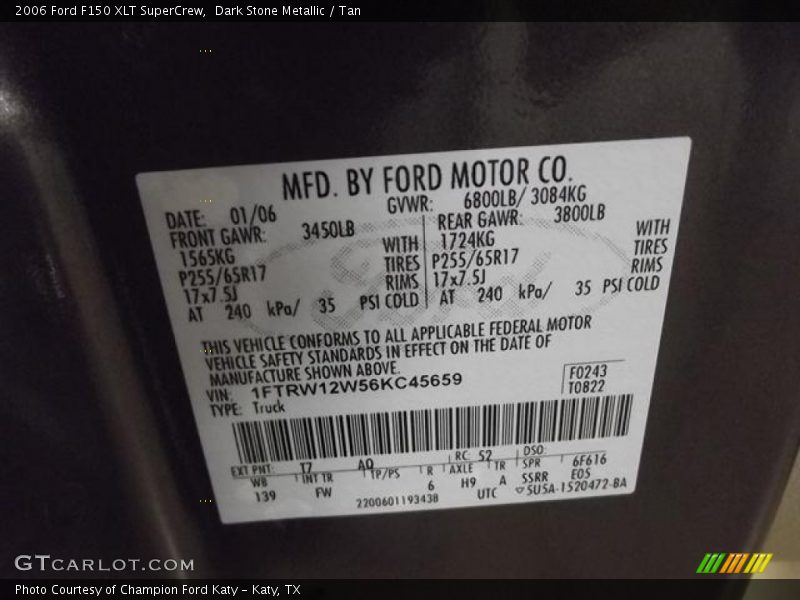 2006 Ford F150 XLT SuperCrew,  Dark Stone Metallic / Tan
MFD. BY FORD MOTOR CO.
DATE: 01/06 GVWR: 6800LB/ 3084KG
FRONT GAWR: 3450LB REAR GAWR: 3800LB
1565KG WITH 1724KG WITH
P255/65R17 TIRES P255/65R17 TIRES
17x7.5J RIMS 17x7.5J RIMS
AT 240 kPa/ 35 PSI COLD AT 240 kPa/ 35 PSI COLD
THIS VEHICLE CONFORMS TO ALL APPLICABLE FEDERAL MOTOR
VEHICLE SAFETY STANDARDS IN EFFECT ON THE DATE OF
MANUFACTURE SHOWN ABOVE.
VIN: 1FTRW12W56KC45659
F0243
TYPE: Truck
T0822
EXT PNT: T7 AQ RC: 52 DSO:
WB INT TR TP/PS R AXLE TR SPR 6F616
139 FW 6 H9 A SSRR E05
2200601193438 UTC ▽5U5A-1520472-BA
GTCARLOT.COM
Photo Courtesy of Champion Ford Katy – Katy, TX